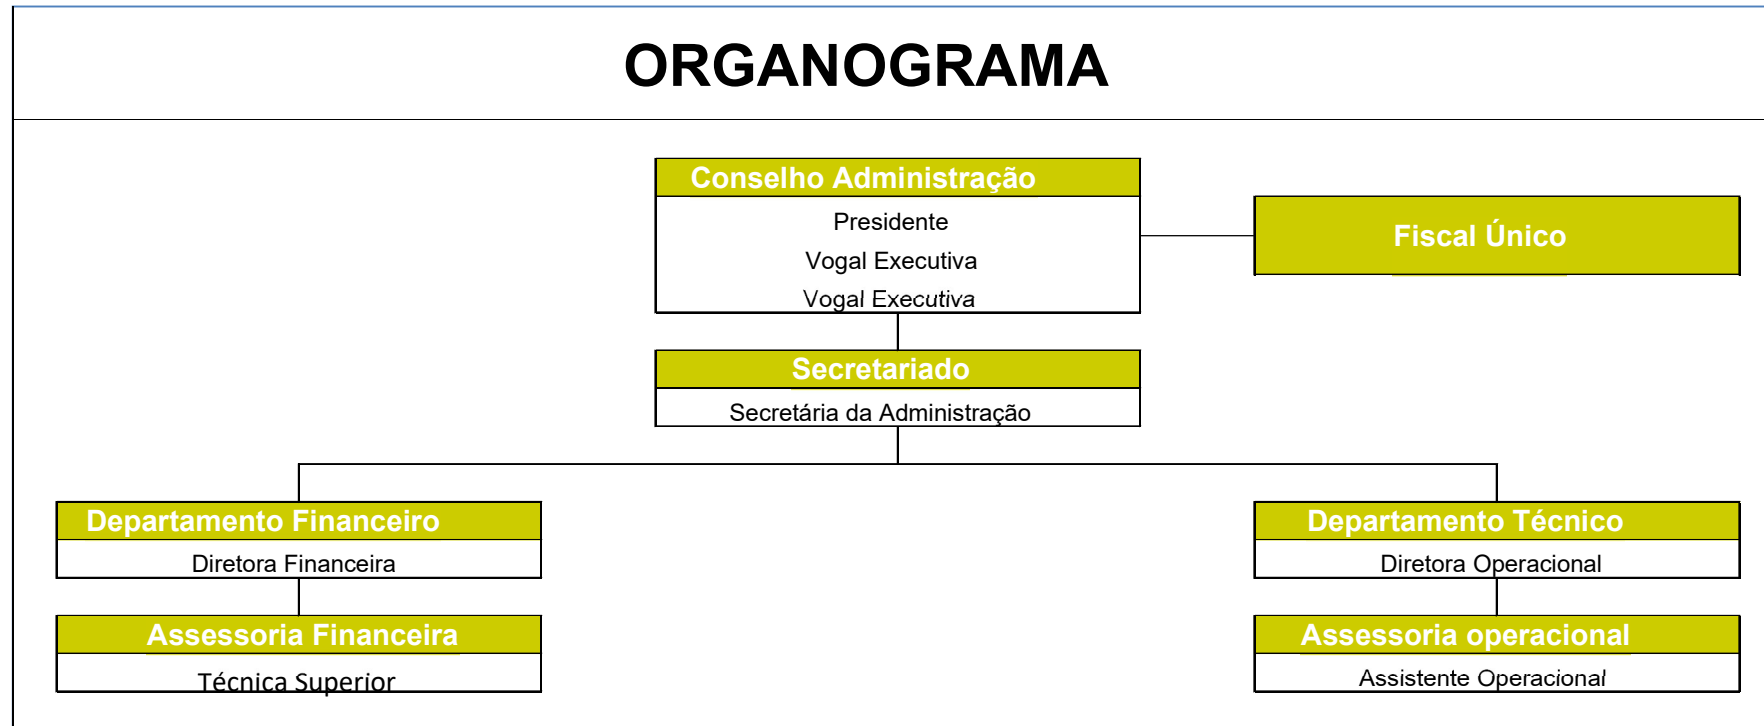 ORGANOGRAMA
Conselho Administração
Presidente
Vogal Executiva
Vogal Executiva
Fiscal Único
Secretariado
Secretária da Administração
Departamento Financeiro
Diretora Financeira
Departamento Técnico
Diretora Operacional
Assessoria Financeira
Técnica Superior
Assessoria operacional
Assistente Operacional